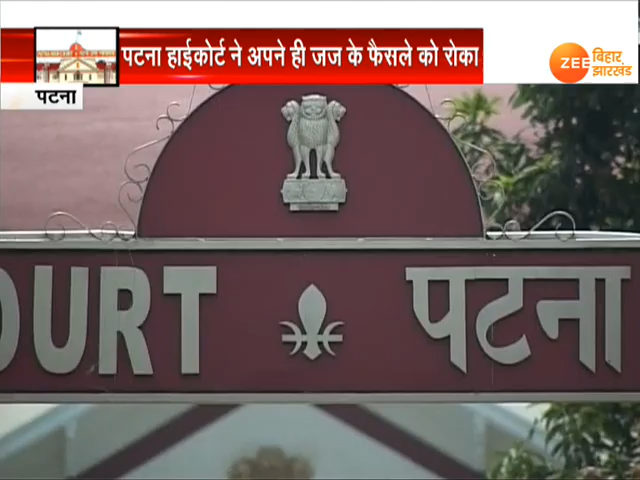 पटना हाईकोर्ट ने अपने ही जज के फैसले को रोका
पटना
ZEE बिहार
झारखंड
OURT पटना